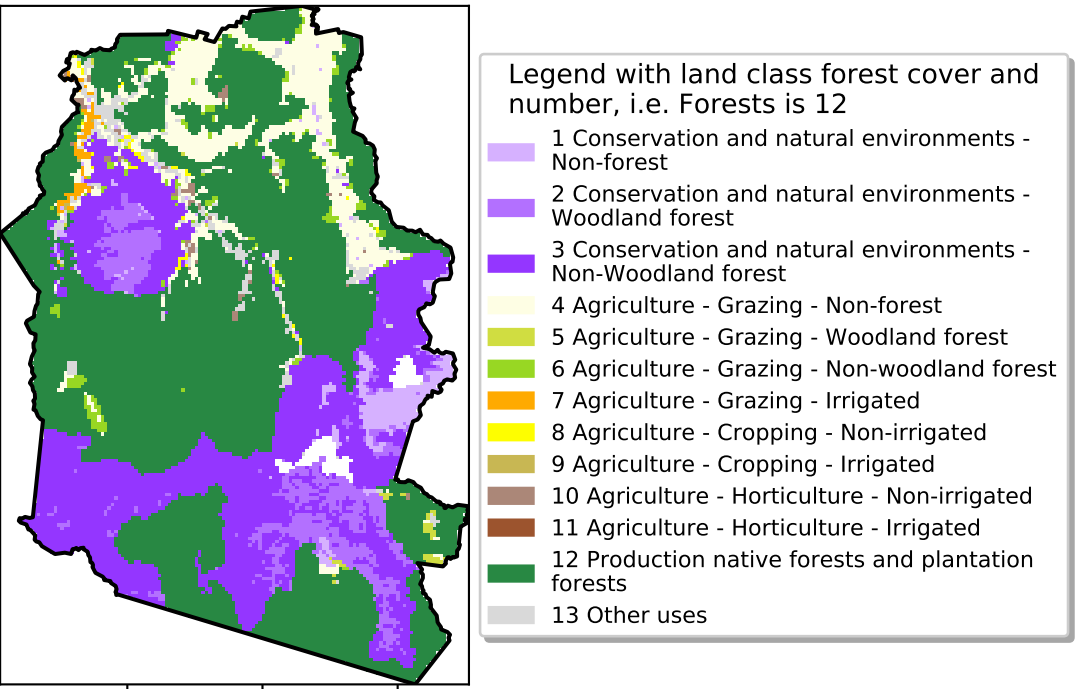 Legend with land class forest cover and
number, i.e. Forests is 12
1 Conservation and natural environments -
Non-forest
2 Conservation and natural environments -
Woodland forest
3 Conservation and natural environments -
Non-Woodland forest
4 Agriculture - Grazing - Non-forest
5 Agriculture - Grazing - Woodland forest
6 Agriculture - Grazing - Non-woodland forest
7 Agriculture - Grazing - Irrigated
8 Agriculture - Cropping - Non-irrigated
9 Agriculture - Cropping - Irrigated
10 Agriculture - Horticulture - Non-irrigated
11 Agriculture - Horticulture - Irrigated
12 Production native forests and plantation
forests
13 Other uses